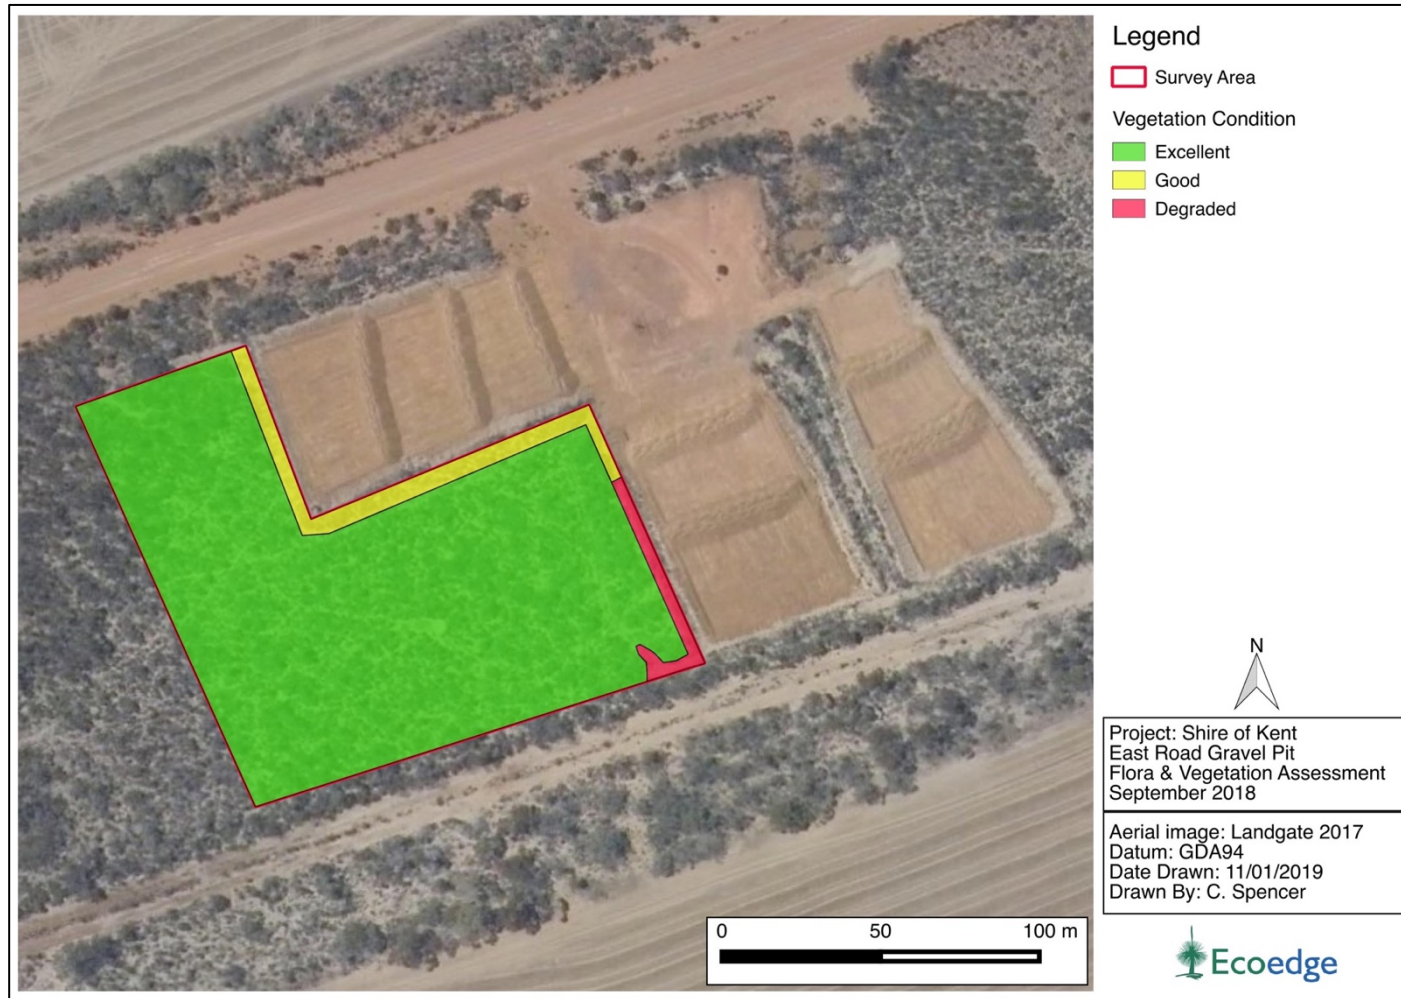 Legend
Survey Area
Vegetation Condition
Excellent
Good
Degraded
N
Project: Shire of Kent
East Road Gravel Pit
Flora & Vegetation Assessment
September 2018
Aerial image: Landgate 2017
Datum: GDA94
Date Drawn: 11/01/2019
Drawn By: C. Spencer
0 50 100 m
Ecoedge